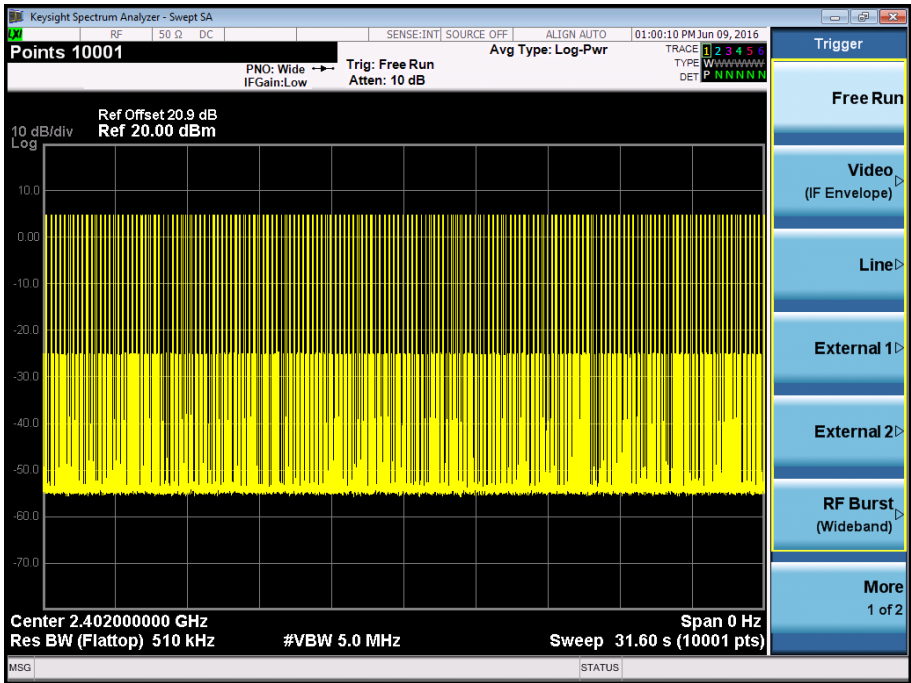 Keysight Spectrum Analyzer - Swept SA
LXI RF 50 Ω DC SENSE:INT SOURCE OFF ALIGN AUTO 01:00:10 PM Jun 09, 2016
Points 10001
PNO: Wide
IFGain:Low
Trig: Free Run
Atten: 10 dB
Avg Type: Log-Pwr
TRACE 1 2 3 4 5 6
TYPE WWWWWW
DET P N N N N N
Ref Offset 20.9 dB
10 dB/div Ref 20.00 dBm
Log
10.0
0.00
-10.0
-20.0
-30.0
-40.0
-50.0
-60.0
-70.0
Center 2.402000000 GHz Span 0 Hz
Res BW (Flattop) 510 kHz #VBW 5.0 MHz Sweep 31.60 s (10001 pts)
MSG STATUS
Trigger
Free Run
Video
(IF Envelope)
Line
External 1
External 2
RF Burst
(Wideband)
More
1 of 2